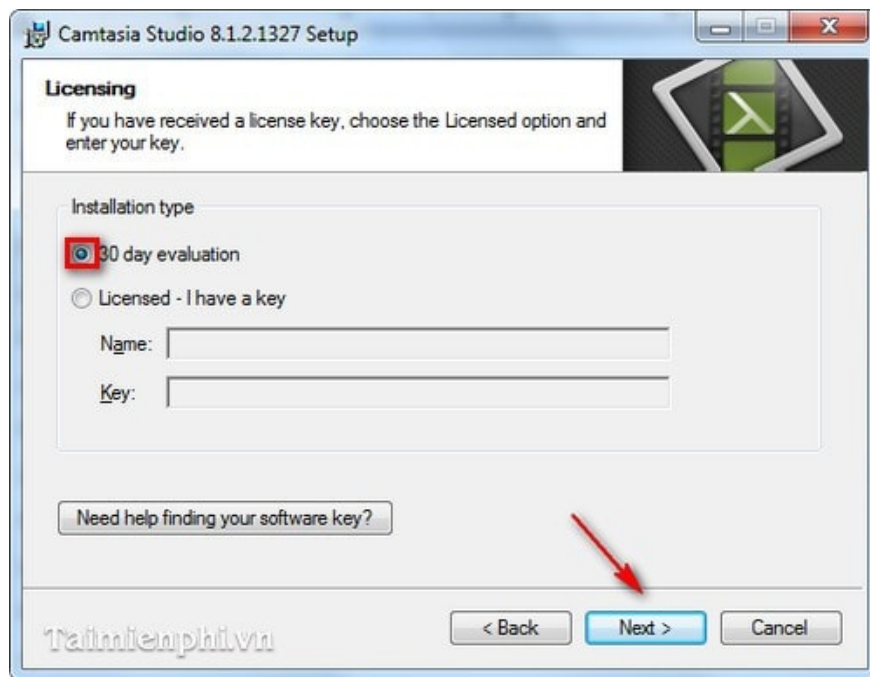 Camtasia Studio 8.1.2.1327 Setup
Licensing
If you have received a license key, choose the Licensed option and
enter your key.
Installation type
30 day evaluation
Licensed - I have a key
Name:
Key:
Need help finding your software key?
Taimienphi.vn
< Back
Next >
Cancel